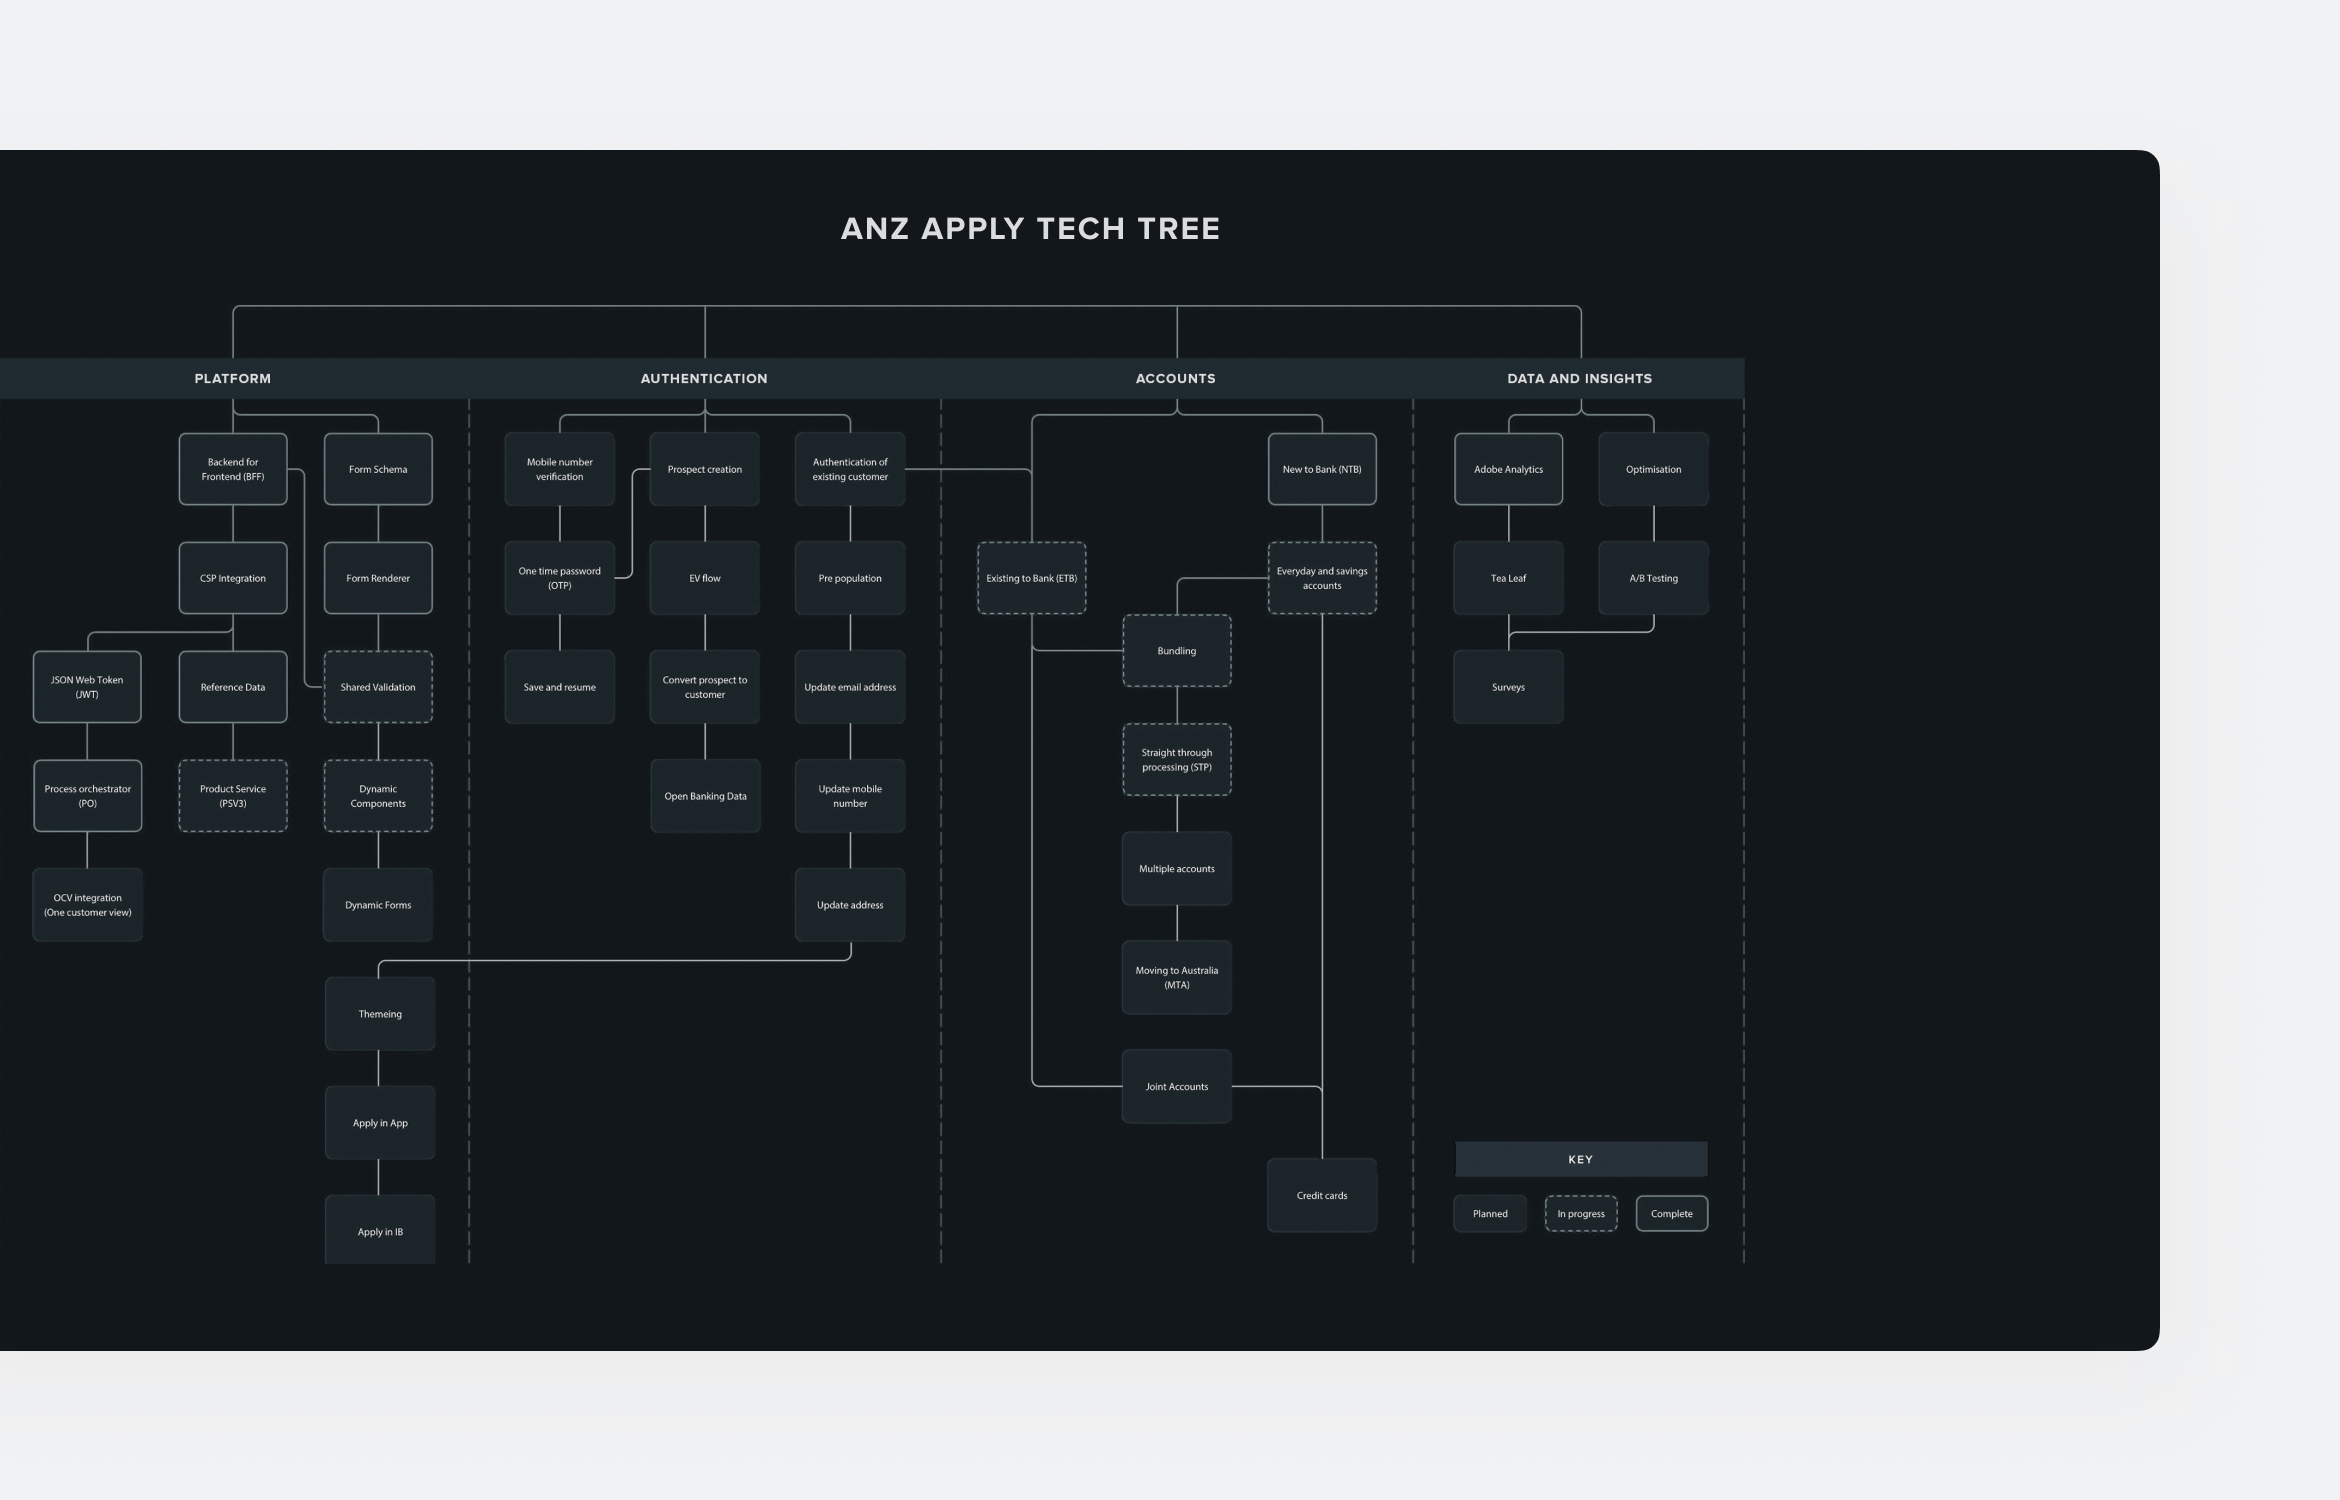 ANZ APPLY TECH TREE
PLATFORM
AUTHENTICATION
ACCOUNTS
DATA AND INSIGHTS
Backend for
Frontend (BFF)
Form Schema
CSP Integration
Form Renderer
JSON Web Token
(JWT)
Reference Data
Shared Validation
Process orchestrator
(PO)
Product Service
(PSV3)
Dynamic
Components
OCV integration
(One customer view)
Dynamic Forms
Themeing
Apply in App
Apply in IB
Mobile number
verification
Prospect creation
Authentication of
existing customer
One time password
(OTP)
EV flow
Pre population
Save and resume
Convert prospect to
customer
Update email address
Open Banking Data
Update mobile
number
Update address
New to Bank (NTB)
Existing to Bank (ETB)
Everyday and savings
accounts
Bundling
Straight through
processing (STP)
Multiple accounts
Moving to Australia
(MTA)
Joint Accounts
Credit cards
Adobe Analytics
Optimisation
Tea Leaf
A/B Testing
Surveys
KEY
Planned
In progress
Complete